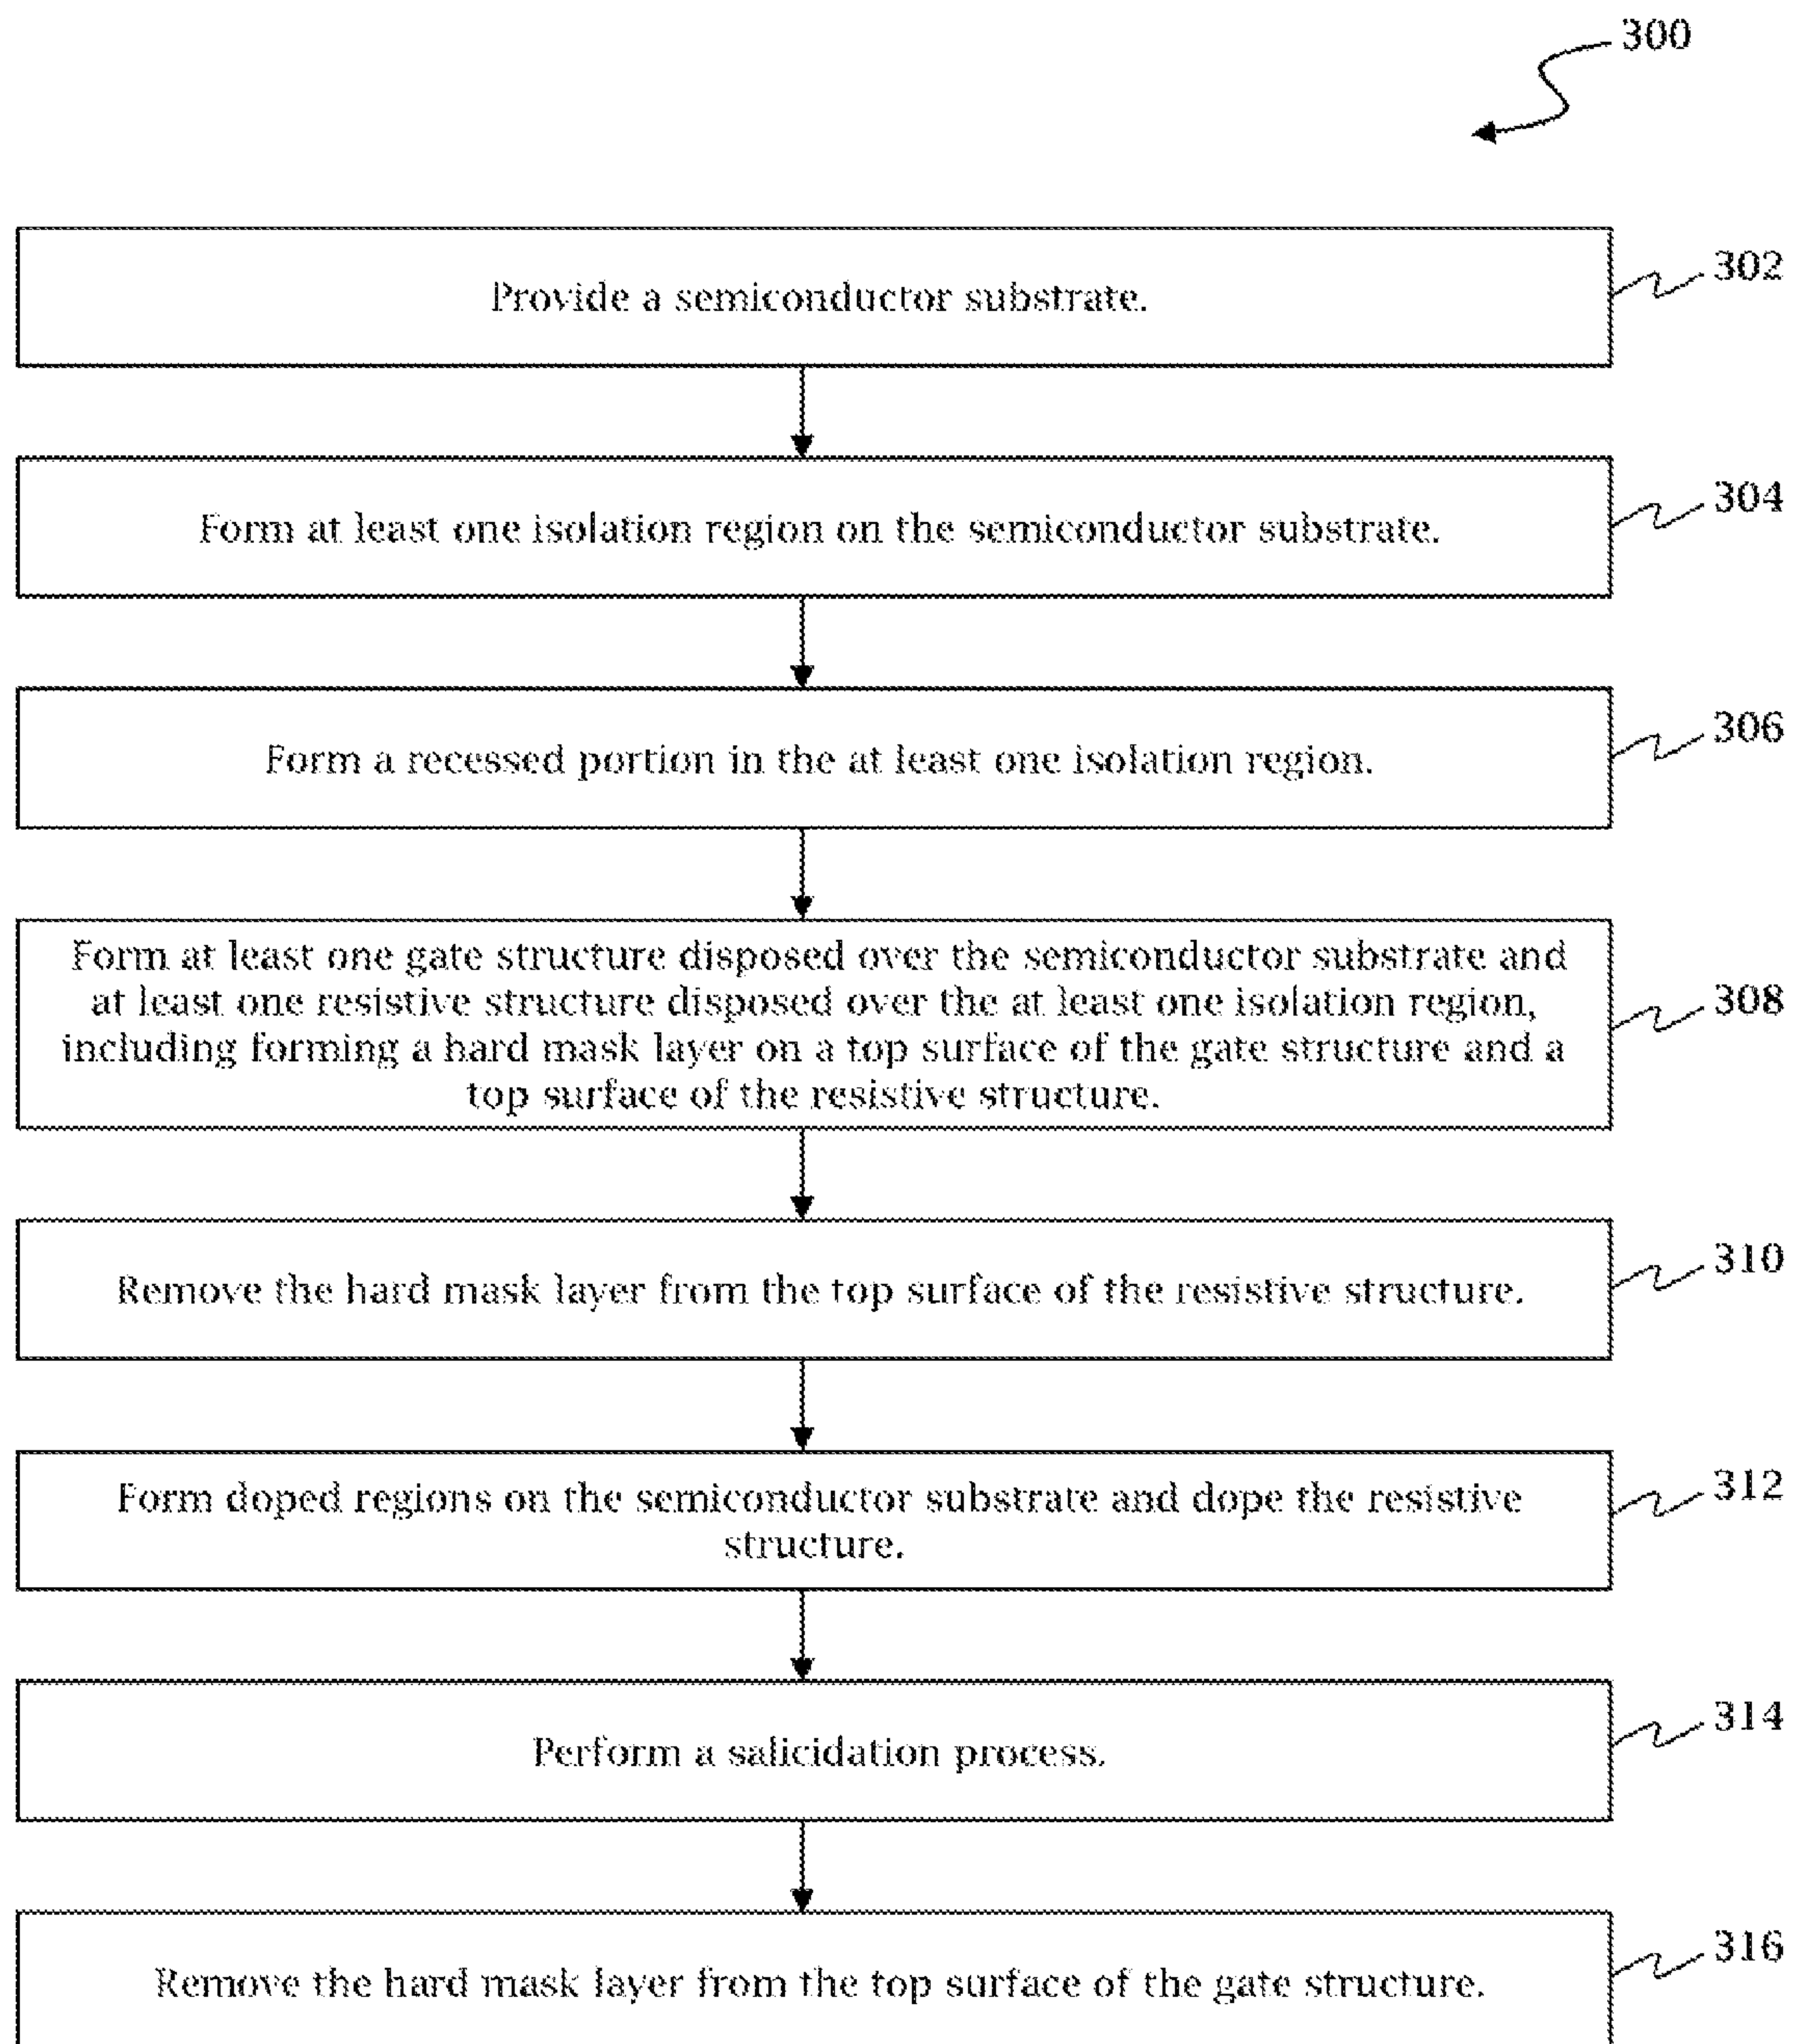 300
Provide a semiconductor substrate.
302
Form at least one isolation region on the semiconductor substrate.
304
Form a recessed portion in the at least one isolation region.
306
Form at least one gate structure disposed over the semiconductor substrate and
at least one resistive structure disposed over the at least one isolation region,
including forming a hard mask layer on a top surface of the gate structure and a
top surface of the resistive structure.
308
Remove the hard mask layer from the top surface of the resistive structure.
310
Form doped regions on the semiconductor substrate and dope the resistive
structure.
312
Perform a salicidation process.
314
Remove the hard mask layer from the top surface of the gate structure.
316